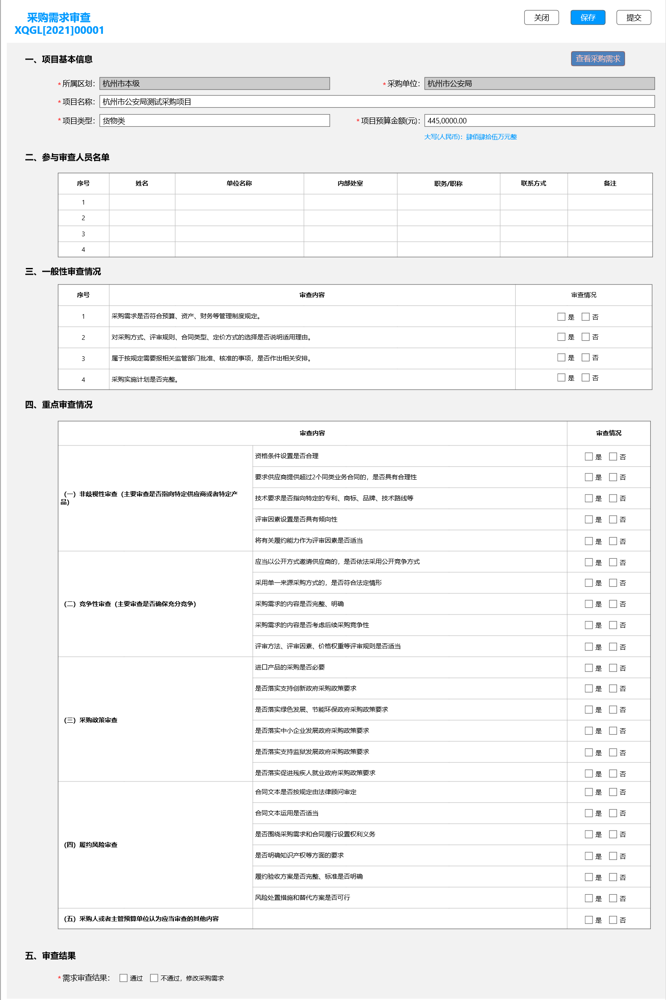 采购需求审查
XQGL[2021]00001
关闭 保存 提交
一、项目基本信息
查看采购需求
*所属区划： 杭州市本级 *采购单位： 杭州市公安局
*项目名称： 杭州市公安局测试采购项目
*项目类型： 货物类 *项目预算金额(元)： 445,0000.00
大写(人民币)：肆佰肆拾伍万元整
二、参与审查人员名单
序号 姓名 单位名称 内部处室 职务/职称 联系方式 备注
1
2
3
4
三、一般性审查情况
序号 审查内容 审查情况
1 采购需求是否符合预算、资产、财务等管理制度规定。 是 否
2 对采购方式、评审规则、合同类型、定价方式的选择是否说明适用理由。 是 否
3 属于按规定需要报相关监管部门批准、核准的事项，是否作出相关安排。 是 否
4 采购实施计划是否完整。 是 否
四、重点审查情况
审查内容 审查情况
（一）非歧视性审查（主要审查是否指向特定供应商或者特定产
品）
资格条件设置是否合理 是 否
要求供应商提供超过2个同类业务合同的，是否具有合理性 是 否
技术要求是否指向特定的专利、商标、品牌、技术路线等 是 否
评审因素设置是否具有倾向性 是 否
将有关履约能力作为评审因素是否适当 是 否
（二）竞争性审查（主要审查是否确保充分竞争）
应当以公开方式邀请供应商的，是否依法采用公开竞争方式 是 否
采用单一来源采购方式的，是否符合法定情形 是 否
采购需求的内容是否完整、明确 是 否
采购需求的内容是否考虑后续采购竞争性 是 否
评审方法、评审因素、价格权重等评审规则是否适当 是 否
（三）采购政策审查
进口产品的采购是否必要 是 否
是否落实支持创新政府采购政策要求 是 否
是否落实绿色发展、节能环保政府采购政策要求 是 否
是否落实中小企业发展政府采购政策要求 是 否
是否落实支持监狱发展政府采购政策要求 是 否
是否落实促进残疾人就业政府采购政策要求 是 否
（四）履约风险审查
合同文本是否按规定由法律顾问审定 是 否
合同文本运用是否适当 是 否
是否围绕采购需求和合同履行设置权利义务 是 否
是否明确知识产权等方面的要求 是 否
履约验收方案是否完整、标准是否明确 是 否
风险处置措施和替代方案是否可行 是 否
（五）采购人或者主管预算单位认为应当审查的其他内容 是 否
五、审查结果
*需求审查结果： 通过 不通过，修改采购需求